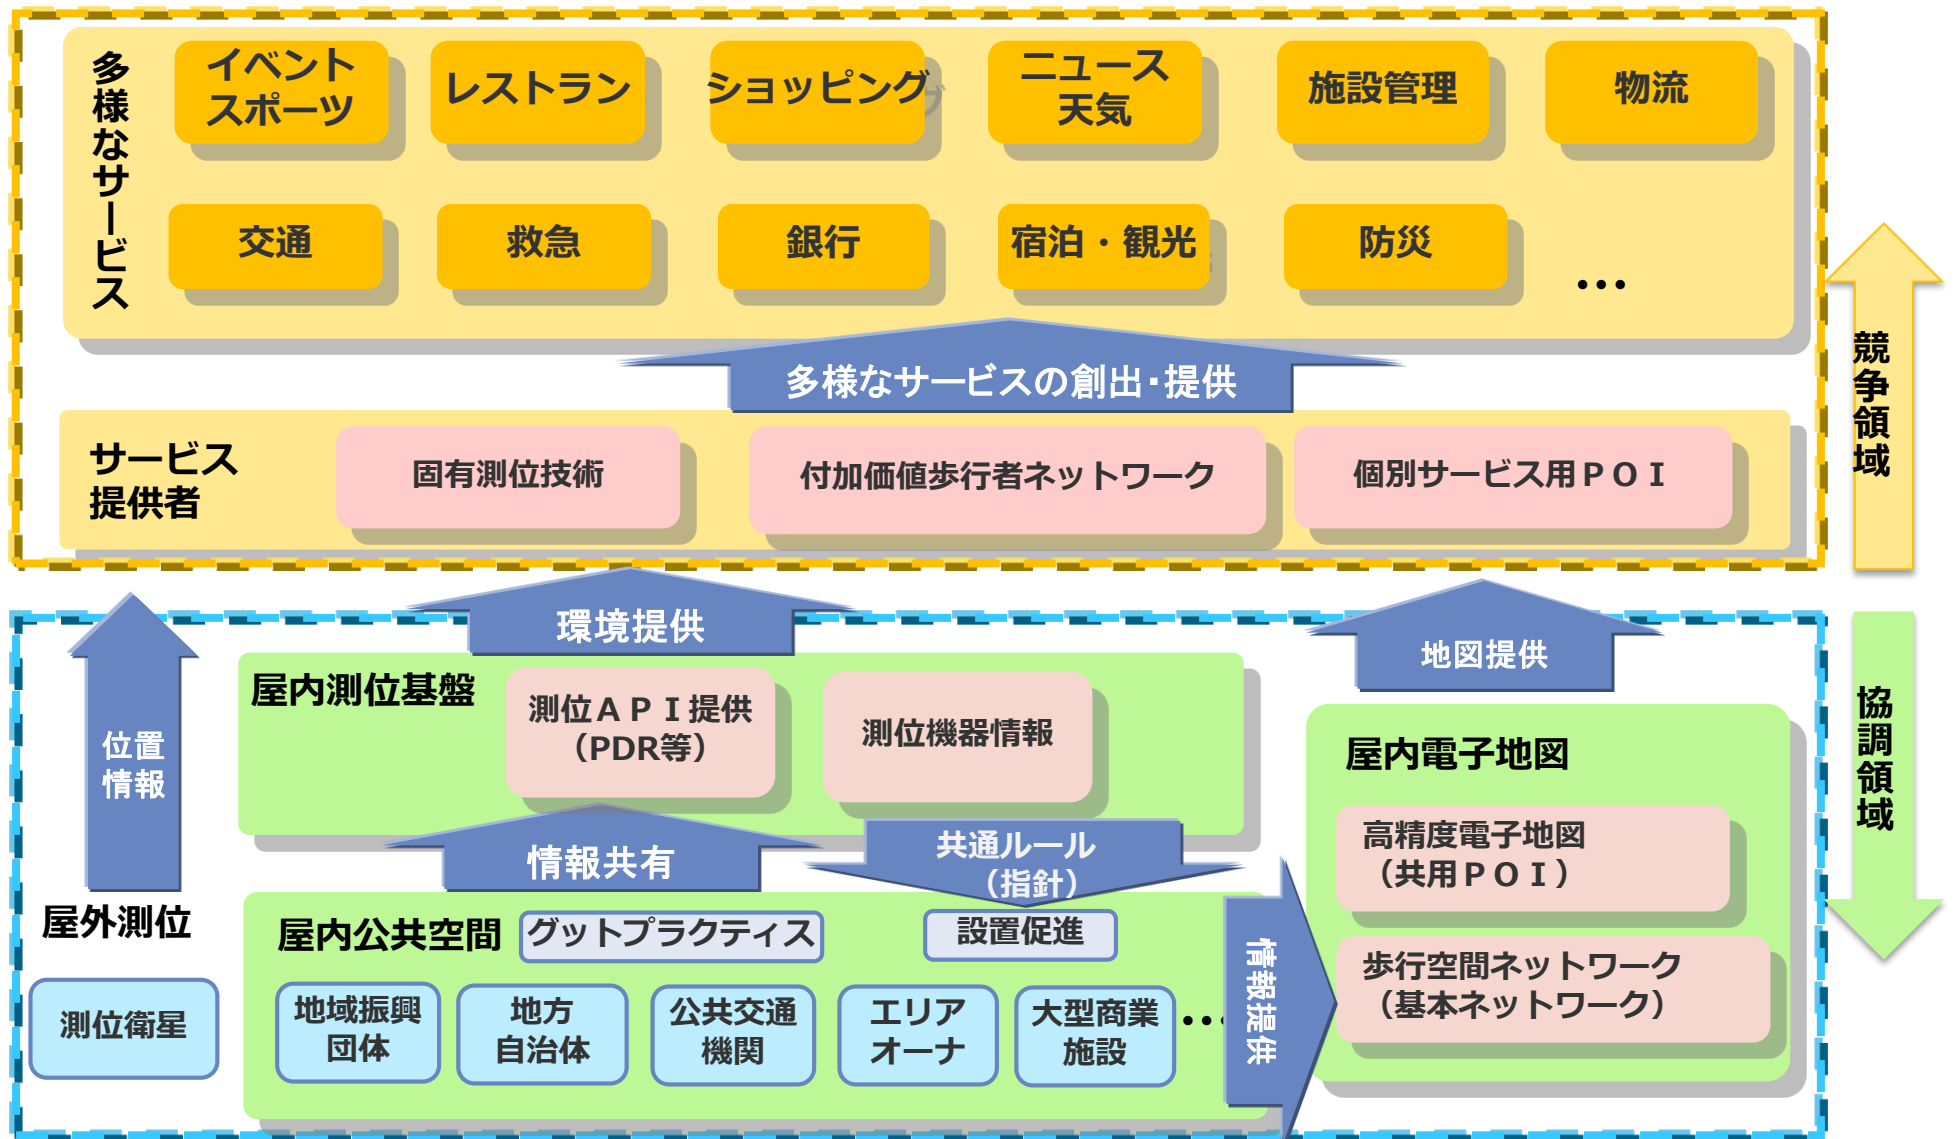 多様なサービス
イベント
スポーツ
レストラン
ショッピング
ニュース
天気
施設管理
物流
交通
救急
銀行
宿泊・観光
防災
…
多様なサービスの創出・提供
サービス
提供者
固有測位技術
付加価値歩行者ネットワーク
個別サービス用ＰＯＩ
競争領域
環境提供
地図提供
位置
情報
屋内測位基盤
測位ＡＰＩ提供
（PDR等）
測位機器情報
協調領域
屋内電子地図
高精度電子地図
（共用ＰＯＩ）
歩行空間ネットワーク
（基本ネットワーク）
情報共有
共通ルール
（指針）
屋外測位
測位衛星
屋内公共空間
グットプラクティス
設置促進
地域振興
団体
地方
自治体
公共交通
機関
エリア
オーナ
大型商業
施設
…
情報提供